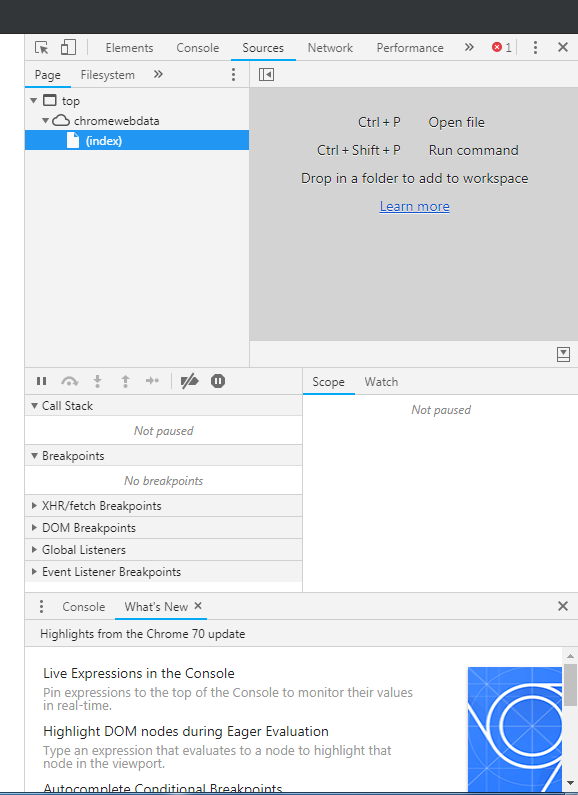 Elements Console Sources Network Performance » 1
Page Filesystem »
top
chromewebdata
(index)
Ctrl + P Open file
Ctrl + Shift + P Run command
Drop in a folder to add to workspace
Learn more
Scope Watch
Call Stack
Not paused
Not paused
Breakpoints
No breakpoints
XHR/fetch Breakpoints
DOM Breakpoints
Global Listeners
Event Listener Breakpoints
Console What's New ×
Highlights from the Chrome 70 update
Live Expressions in the Console
Pin expressions to the top of the Console to monitor their values
in real-time.
Highlight DOM nodes during Eager Evaluation
Type an expression that evaluates to a node to highlight that
node in the viewport.
Autocomplete Conditional Breakpoints